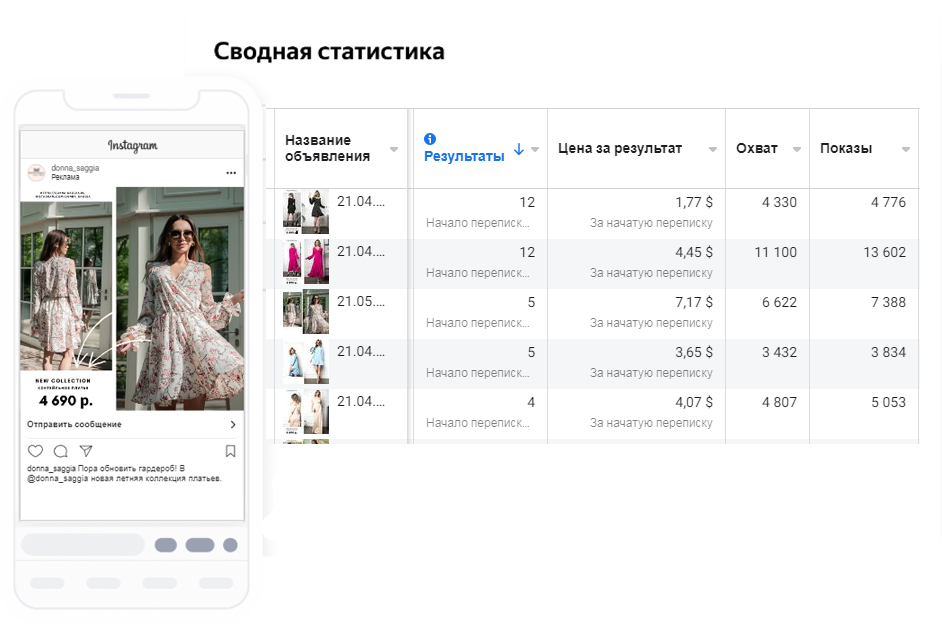 Сводная статистика
Instagram
donna_saggia
Реклама
NEW COLLECTION
4 690 р.
Отправить сообщение
donna_saggia Пора обновить гардероб! В
@donna_saggia новая летняя коллекция платьев.
Название объявления Результаты Цена за результат Охват Показы
21.04.... 12 1,77 $ 4 330 4 776
Начало переписк... За начатую переписку
21.04.... 12 4,45 $ 11 100 13 602
Начало переписк... За начатую переписку
21.05.... 5 7,17 $ 6 622 7 388
Начало переписк... За начатую переписку
21.04.... 5 3,65 $ 3 432 3 834
Начало переписк... За начатую переписку
21.04.... 4 4,07 $ 4 807 5 053
Начало переписк... За начатую переписку